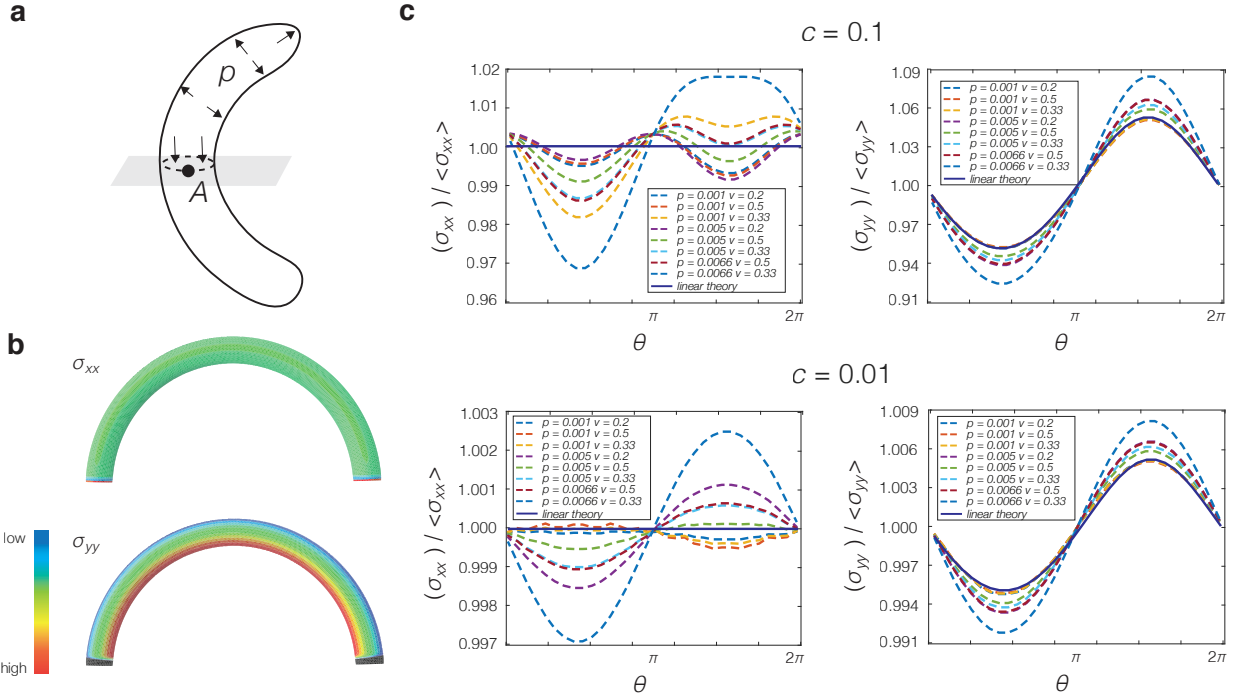 a
p
A
b
σxx
σyy
low
high
c
c = 0.1
1.02
1.01
1.00
0.99
0.98
0.97
0.96
(σxx) / <σxx>
p = 0.001 v = 0.2
p = 0.001 v = 0.5
p = 0.001 v = 0.33
p = 0.005 v = 0.2
p = 0.005 v = 0.5
p = 0.005 v = 0.33
p = 0.0066 v = 0.5
p = 0.0066 v = 0.33
linear theory
π
2π
θ
1.09
1.06
1.03
1.00
0.97
0.94
0.91
(σyy) / <σyy>
p = 0.001 v = 0.2
p = 0.001 v = 0.5
p = 0.001 v = 0.33
p = 0.005 v = 0.2
p = 0.005 v = 0.5
p = 0.005 v = 0.33
p = 0.0066 v = 0.5
p = 0.0066 v = 0.33
linear theory
π
2π
θ
c = 0.01
1.003
1.002
1.001
1.000
0.999
0.998
0.997
(σxx) / <σxx>
p = 0.001 v = 0.2
p = 0.001 v = 0.5
p = 0.001 v = 0.33
p = 0.005 v = 0.2
p = 0.005 v = 0.5
p = 0.005 v = 0.33
p = 0.0066 v = 0.5
p = 0.0066 v = 0.33
linear theory
π
2π
θ
1.009
1.006
1.003
1.000
0.997
0.994
0.991
(σyy) / <σyy>
p = 0.001 v = 0.2
p = 0.001 v = 0.5
p = 0.001 v = 0.33
p = 0.005 v = 0.2
p = 0.005 v = 0.5
p = 0.005 v = 0.33
p = 0.0066 v = 0.5
p = 0.0066 v = 0.33
linear theory
π
2π
θ